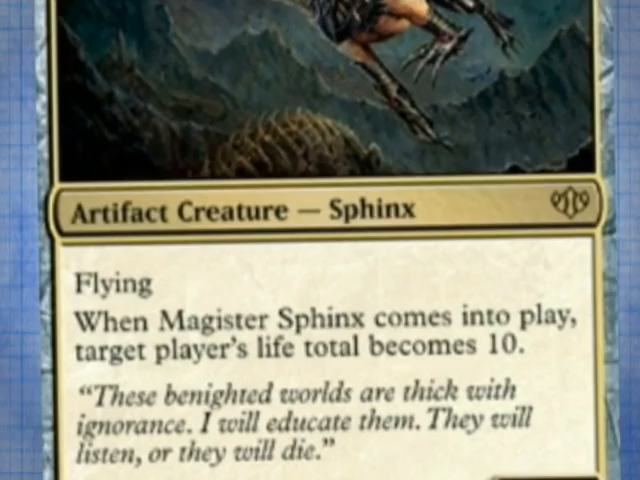 Artifact Creature — Sphinx
Flying
When Magister Sphinx comes into play,
target player's life total becomes 10.
“These benighted worlds are thick with
ignorance. I will educate them. They will
listen, or they will die.”